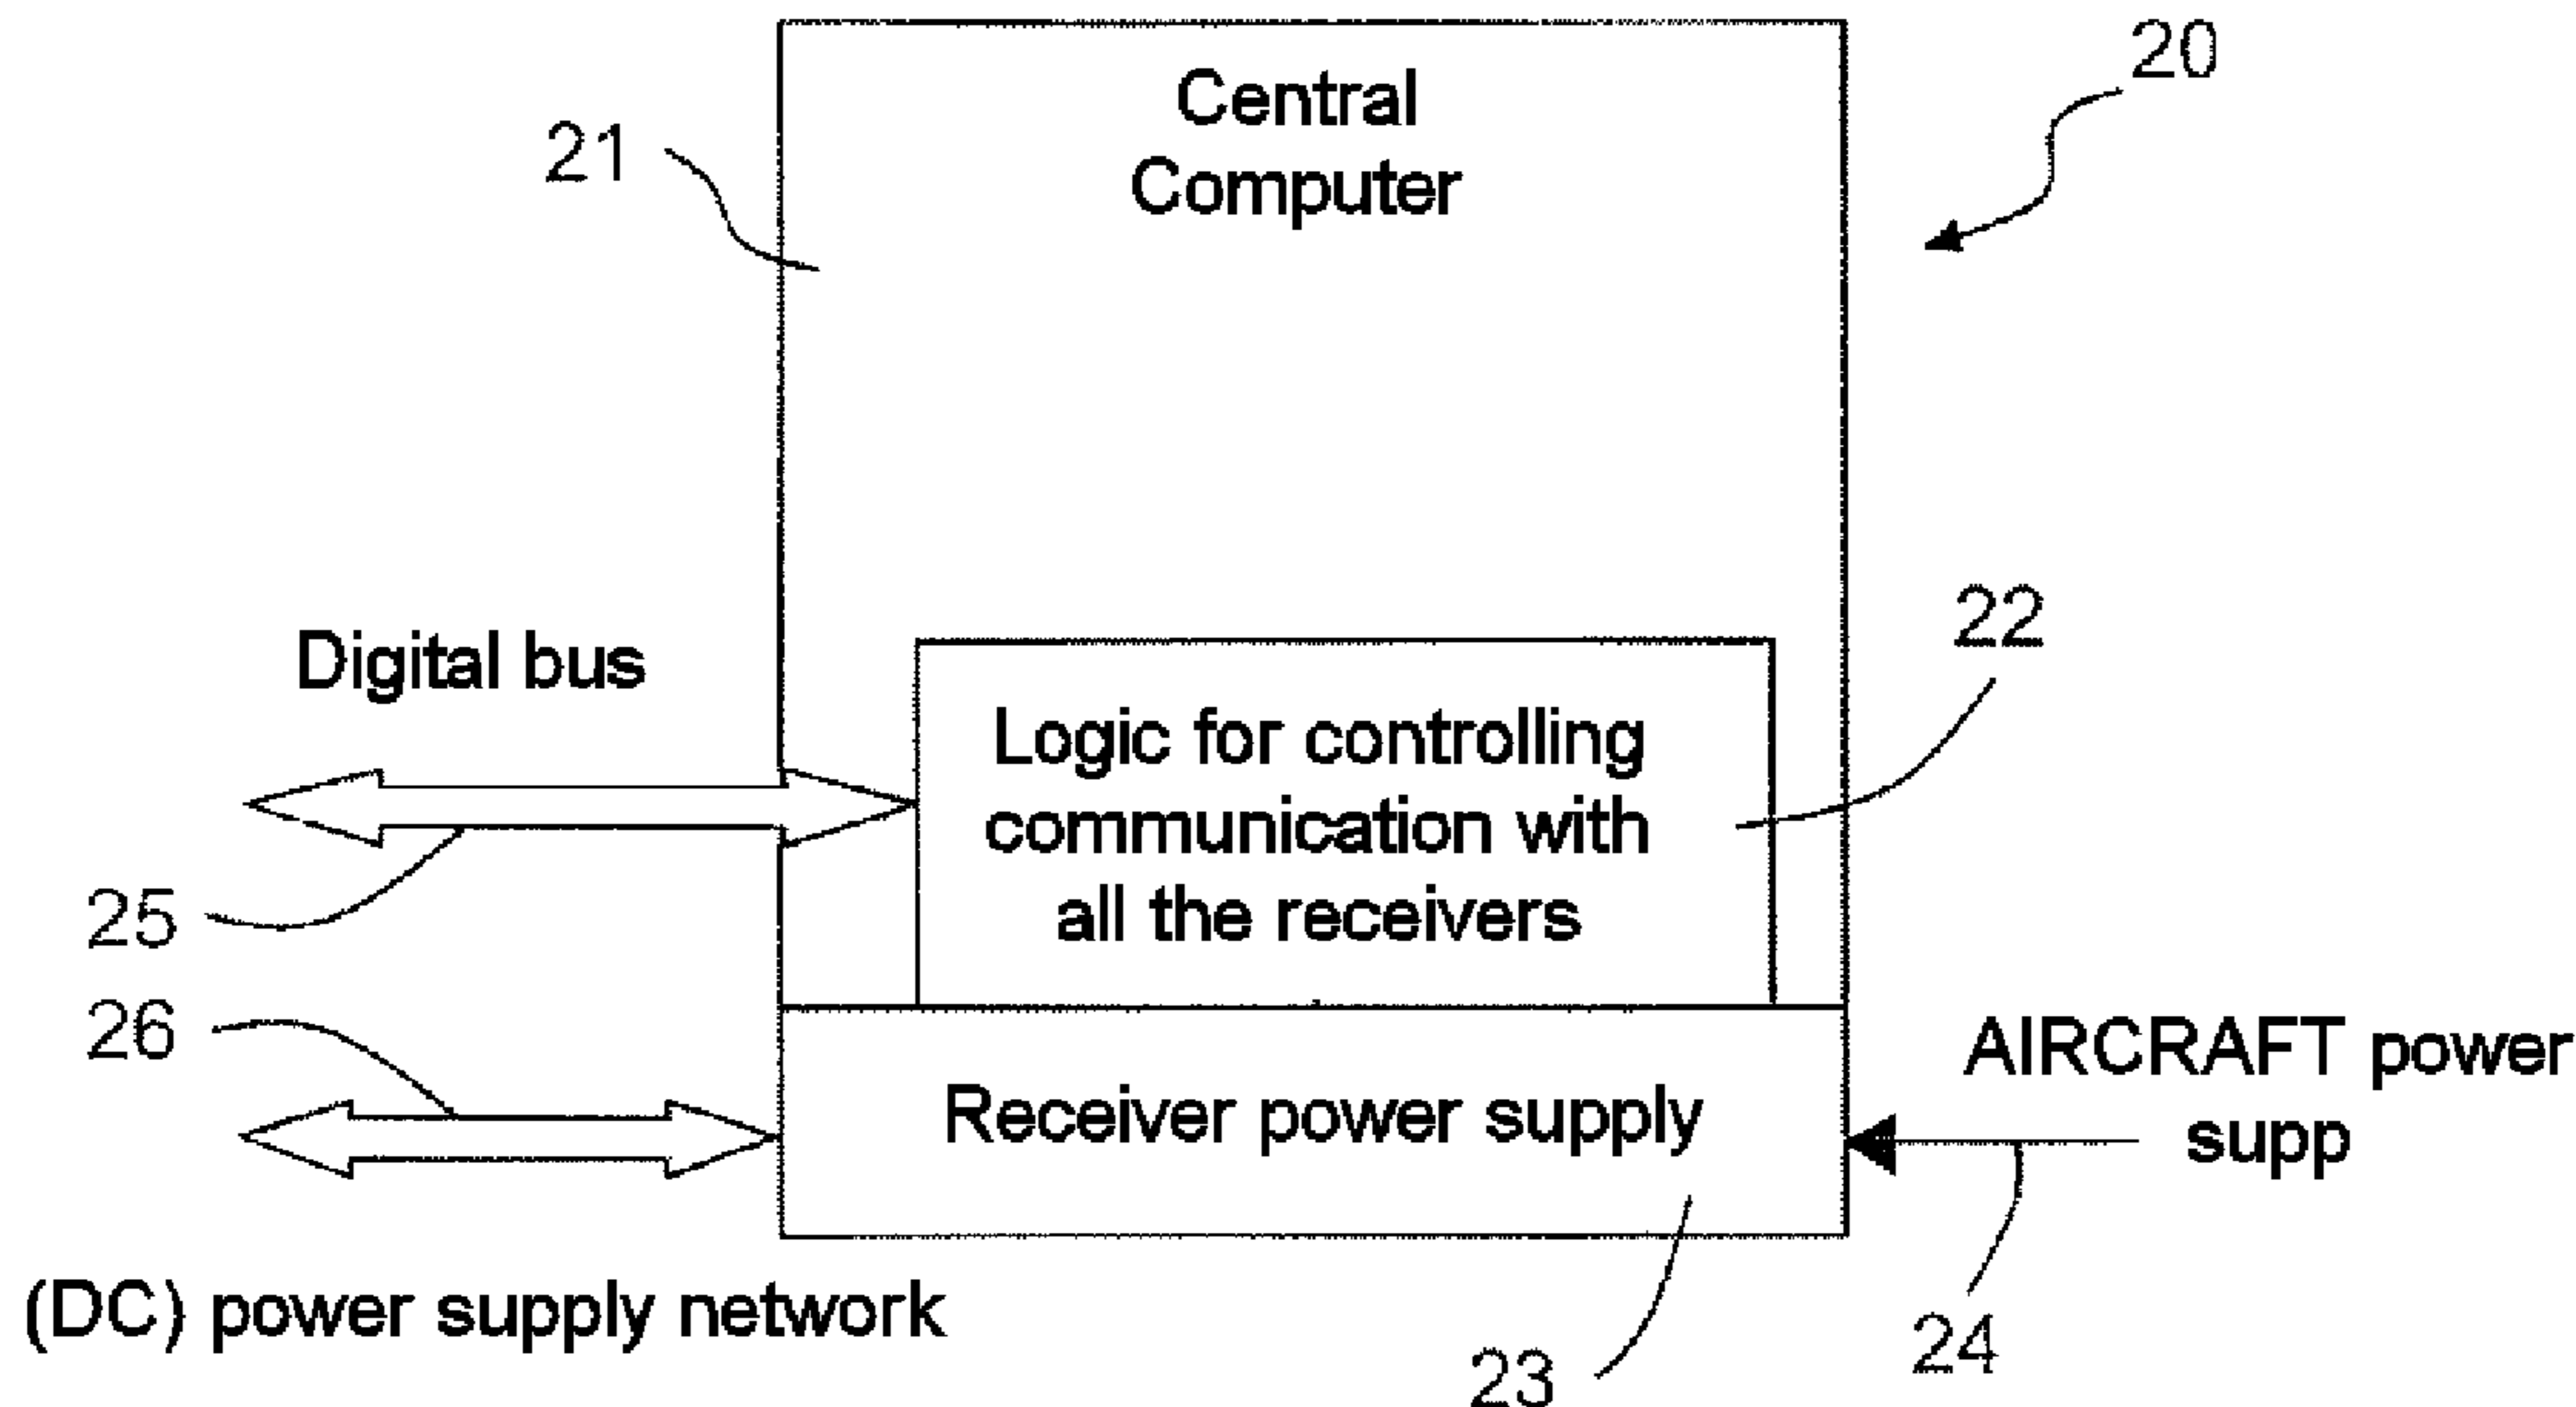 20
Central
Computer
21
22
Digital bus
Logic for controlling
communication with
all the receivers
25
26
AIRCRAFT power
supp
Receiver power supply
(DC) power supply network
24
23